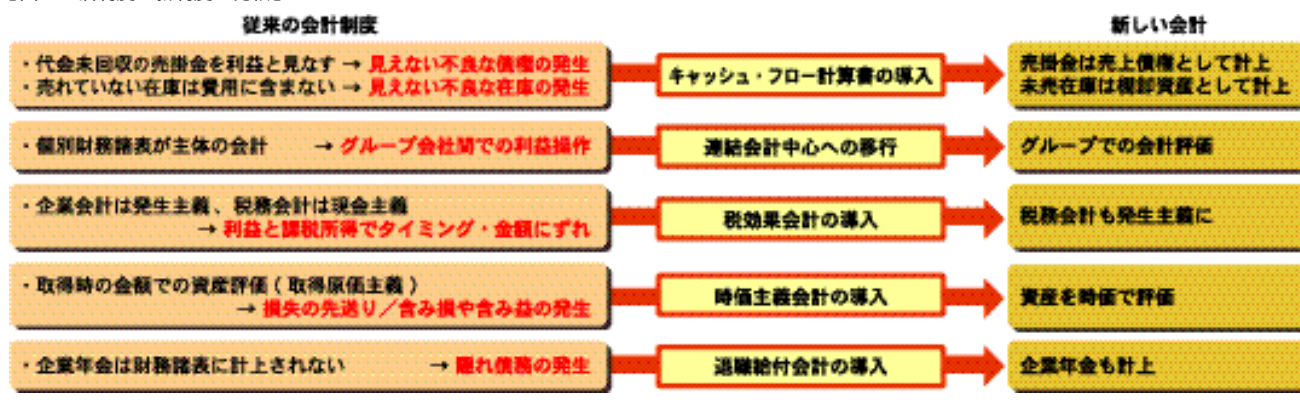 従来の会計制度
新しい会計
・代金未回収の売掛金を利益と見なす → 見えない不良な債権の発生
・売れていない在庫は費用に含まない → 見えない不良な在庫の発生
キャッシュ・フロー計算書の導入
売掛金は売上債権として計上
未売在庫は棚卸資産として計上
・個別財務諸表が主体の会計 → グループ会社間での利益操作
連結会計中心への移行
グループでの会計評価
・企業会計は発生主義、税務会計は現金主義
→ 利益と課税所得でタイミング・金額にずれ
税効果会計の導入
税務会計も発生主義に
・取得時の金額での資産評価（取得原価主義）
→ 損失の先送り／含み損や含み益の発生
時価主義会計の導入
資産を時価で評価
・企業年金は財務諸表に計上されない → 隠れ債務の発生
退職給付会計の導入
企業年金も計上